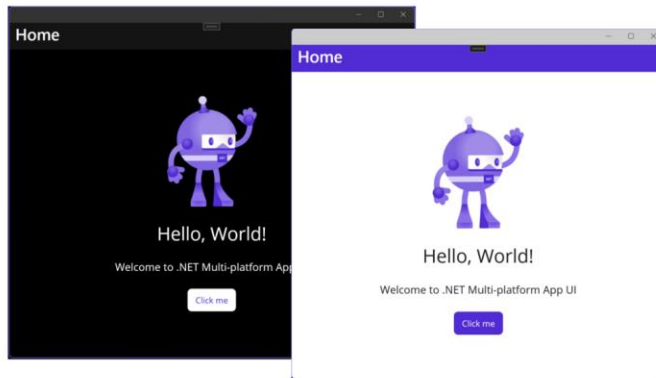 Home
Hello, World!
Welcome to .NET Multi-platform App
Click me
Home
Hello, World!
Welcome to .NET Multi-platform App UI
Click me